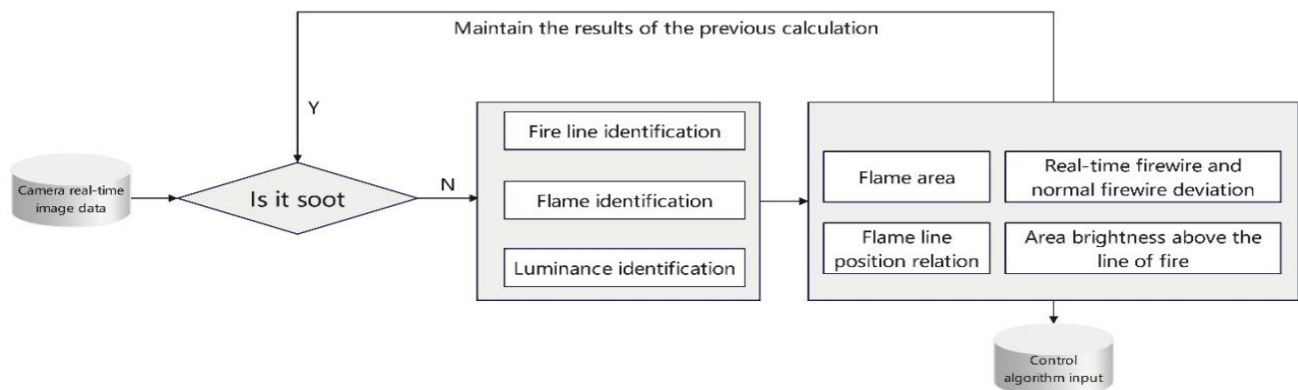 Maintain the results of the previous calculation
Y
Camera real-time
image data
Is it soot
N
Fire line identification
Flame identification
Luminance identification
Flame area
Real-time firewire and
normal firewire deviation
Flame line
position relation
Area brightness above the
line of fire
Control
algorithm input